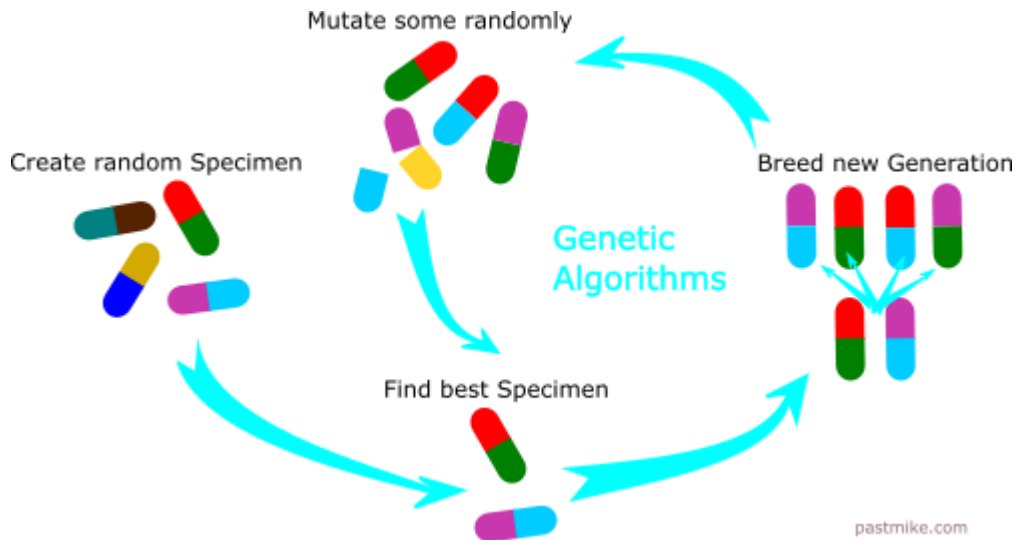 Mutate some randomly
Create random Specimen
Breed new Generation
Genetic
Algorithms
Find best Specimen
pastmike.com